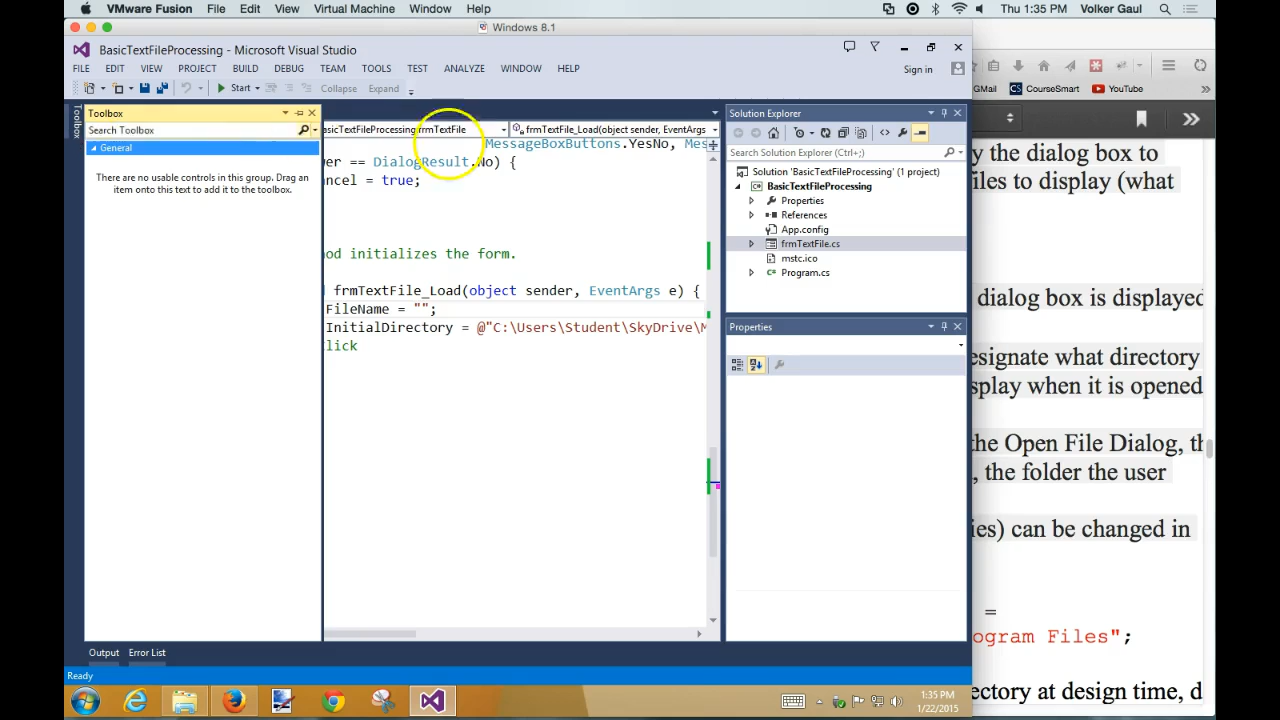 VMware Fusion File Edit View Virtual Machine Window Help Thu 1:35 PM Volker Gaul
Windows 8.1
BasicTextFileProcessing - Microsoft Visual Studio
FILE EDIT VIEW PROJECT BUILD DEBUG TEAM TOOLS TEST ANALYZE WINDOW HELP Sign in
Start Collapse Expand
Toolbox
Toolbox
Search Toolbox
General
There are no usable controls in this group. Drag an
item onto this text to add it to the toolbox.
asicTextFileProcessing.frmTextFile frmTextFile_Load(object sender, EventArgs
MessageBoxButtons.YesNo, Mes
er == DialogResult.No) {
ncel = true;
od initializes the form.
frmTextFile_Load(object sender, EventArgs e) {
FileName = "";
InitialDirectory = @"C:\Users\Student\SkyDrive\M
lick
Solution Explorer
Search Solution Explorer (Ctrl+;)
Solution 'BasicTextFileProcessing' (1 project)
BasicTextFileProcessing
Properties
References
App.config
frmTextFile.cs
mstc.ico
Program.cs
Properties
GMail CS CourseSmart YouTube
y the dialog box to
iles to display (what
dialog box is displayed
esignate what directory
splay when it is opened
the Open File Dialog, th
, the folder the user
ies) can be changed in
=
ogram Files";
ectory at design time, d
Output Error List
Ready
1:35 PM
1/22/2015